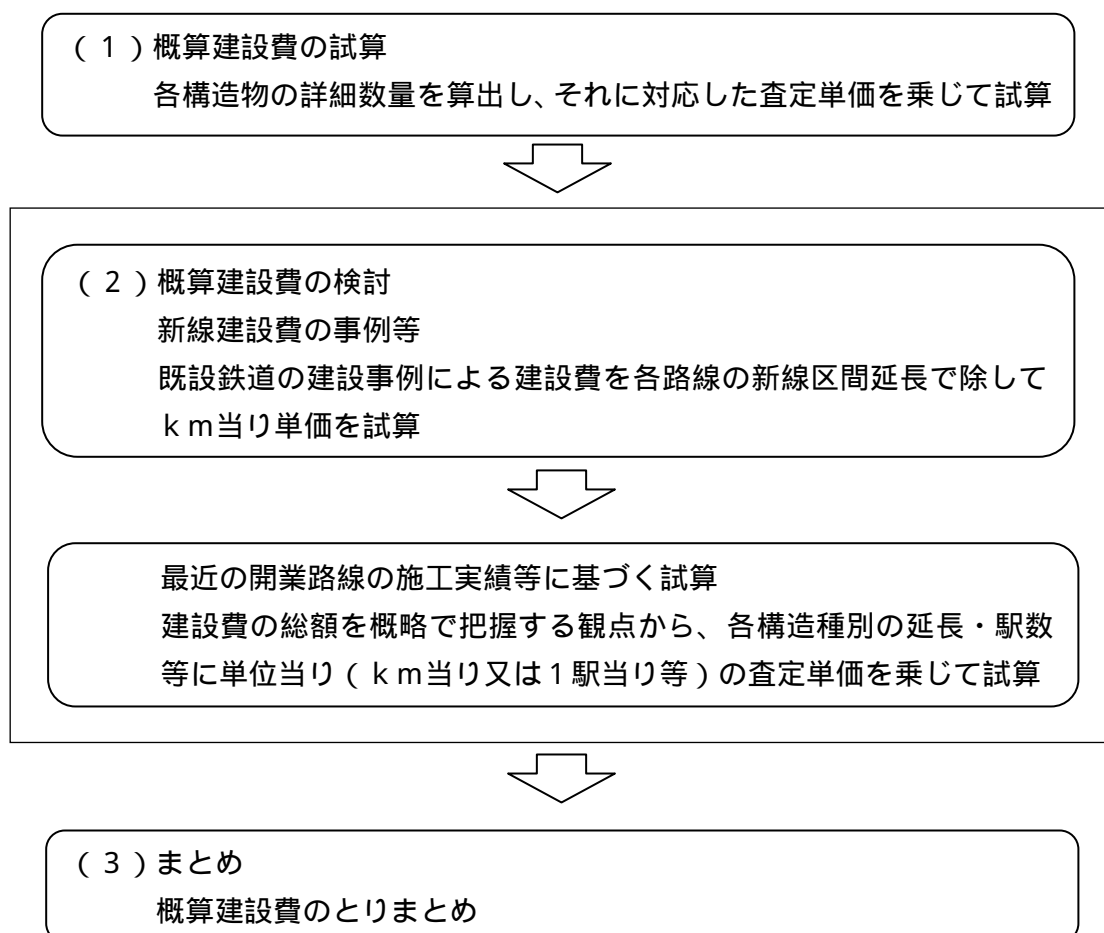 （１）概算建設費の試算
各構造物の詳細数量を算出し、それに対応した査定単価を乗じて試算
（２）概算建設費の検討
新線建設費の事例等
既設鉄道の建設事例による建設費を各路線の新線区間延長で除して
ｋｍ当り単価を試算
最近の開業路線の施工実績等に基づく試算
建設費の総額を概略で把握する観点から、各構造種別の延長・駅数
等に単位当り（ｋｍ当り又は１駅当り等）の査定単価を乗じて試算
（３）まとめ
概算建設費のとりまとめ